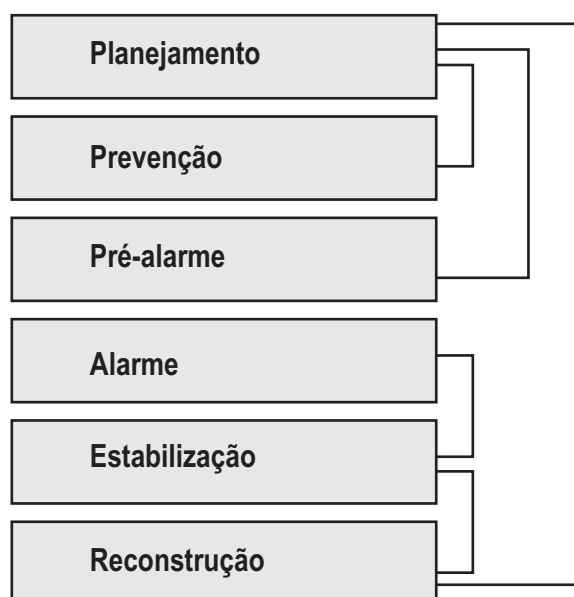 Planejamento
Prevenção
Pré-alarme
Alarme
Estabilização
Reconstrução